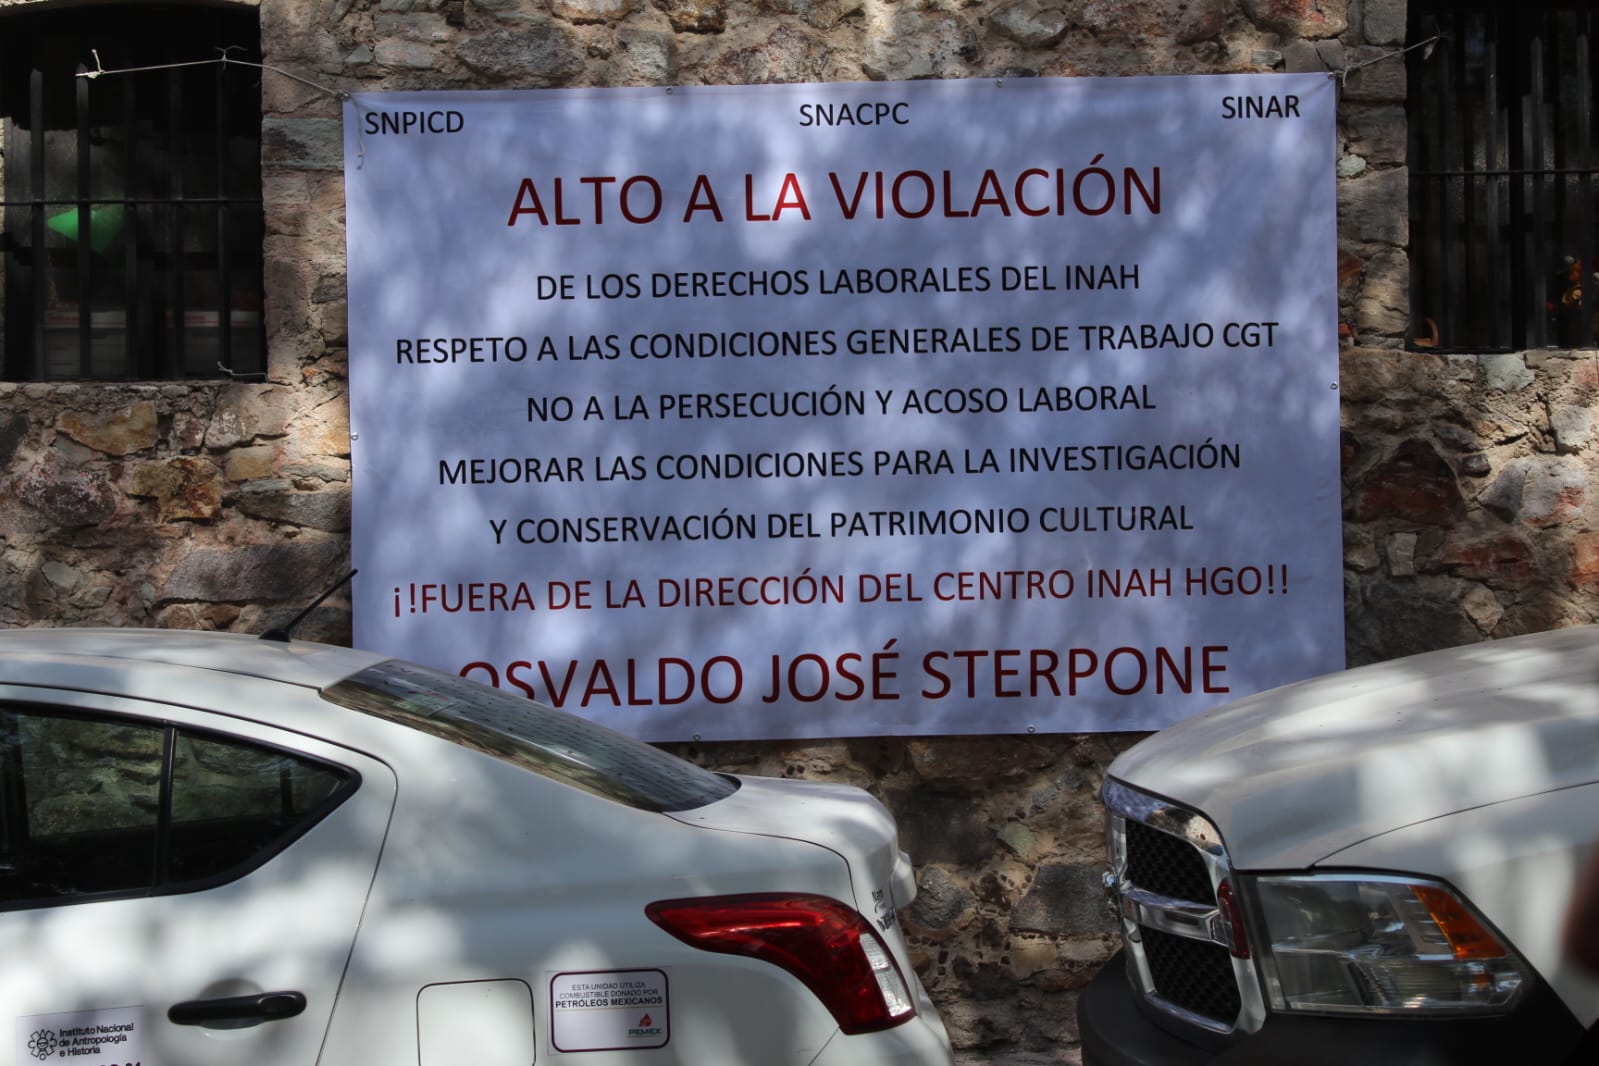 SNPICD SNACPC SINAR
ALTO A LA VIOLACIÓN
DE LOS DERECHOS LABORALES DEL INAH
RESPETO A LAS CONDICIONES GENERALES DE TRABAJO CGT
NO A LA PERSECUCIÓN Y ACOSO LABORAL
MEJORAR LAS CONDICIONES PARA LA INVESTIGACIÓN
Y CONSERVACIÓN DEL PATRIMONIO CULTURAL
¡!FUERA DE LA DIRECCIÓN DEL CENTRO INAH HGO!!
OSVALDO JOSÉ STERPONE
ESTA UNIDAD UTILIZA
COMBUSTIBLE DONADO POR
PETRÓLEOS MEXICANOS
PEMEX
Instituto Nacional
de Antropología
e Historia